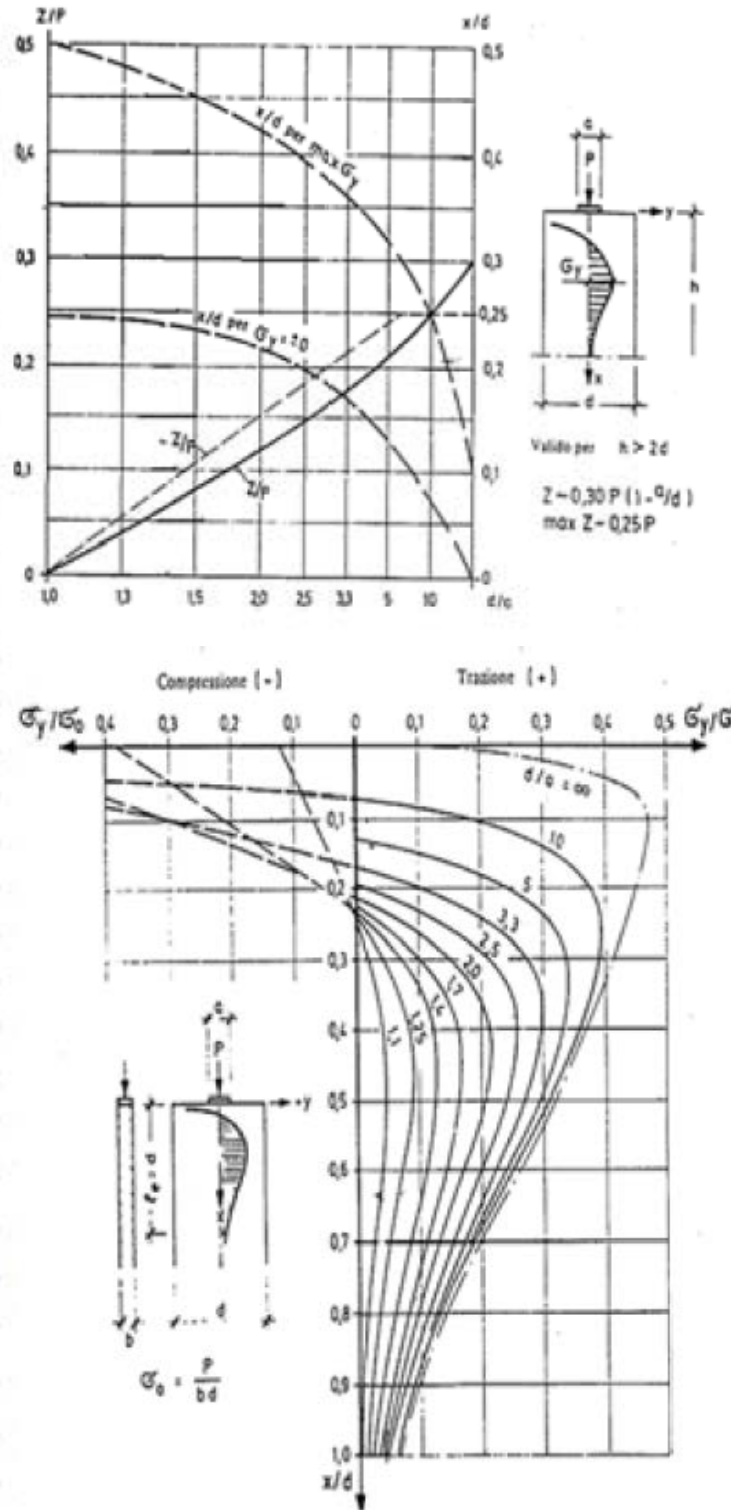 Z/P
x/d
0,5
0,4
0,3
0,2
0,1
0
0,5
0,4
0,3
0,25
0,2
0,1
0
x/d per max σy
x/d per σy = ± 0
- Z/P
Z/P
1,0
1,3
1,5
2,0
2,5
3,3
5
10
d/a
a
P
y
σy
h
x
d
Valido per h > 2d
Z ~ 0,30 P (1 - a/d)
max Z ~ 0,25 P
Compressione (-)
Trazione (+)
σy/σ0
0,4
0,3
0,2
0,1
0
0,1
0,2
0,3
0,4
0,5
d/a = ∞
10
5
3,3
2,5
2,0
1,7
1,4
1,25
1,1
0,1
0,2
0,3
0,4
0,5
0,6
0,7
0,8
0,9
1,0
x/d
a
P
+y
x
d
b
σ0 = P / bd